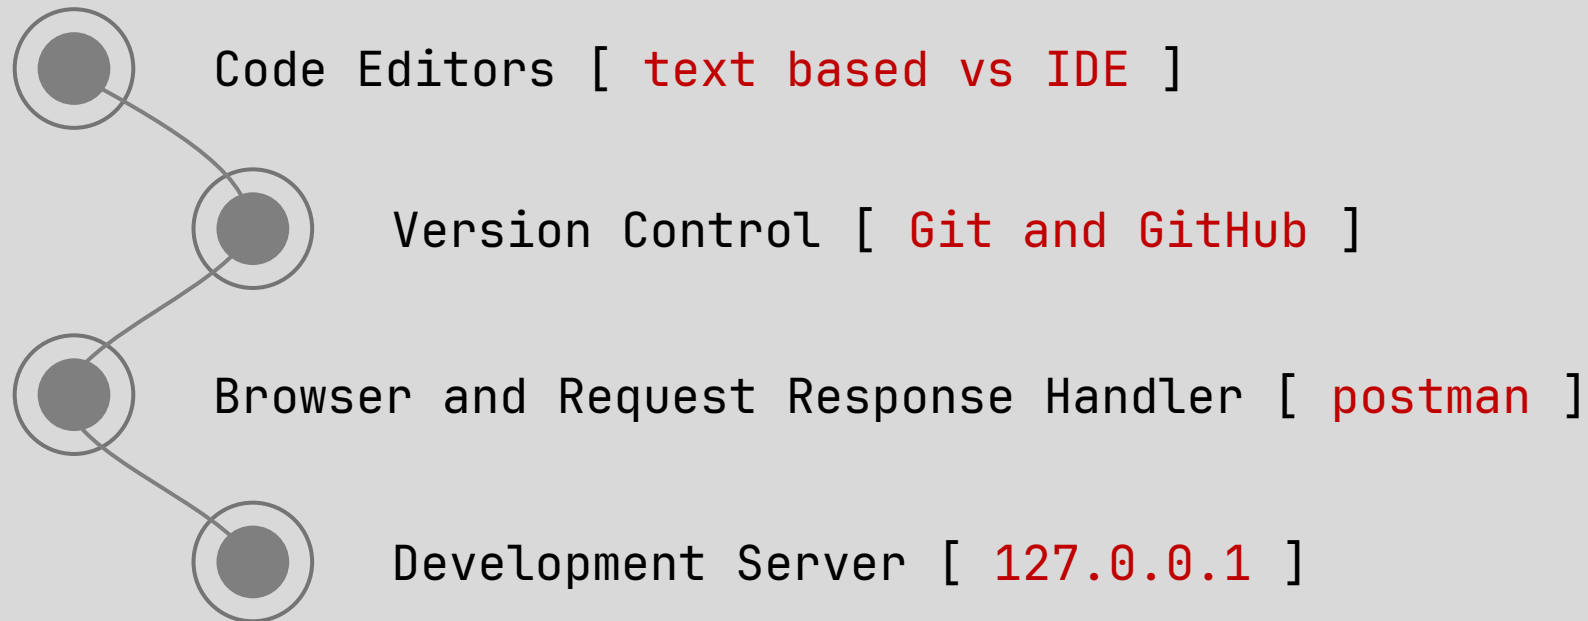 Code Editors [ text based vs IDE ]
Version Control [ Git and GitHub ]
Browser and Request Response Handler [ postman ]
Development Server [ 127.0.0.1 ]